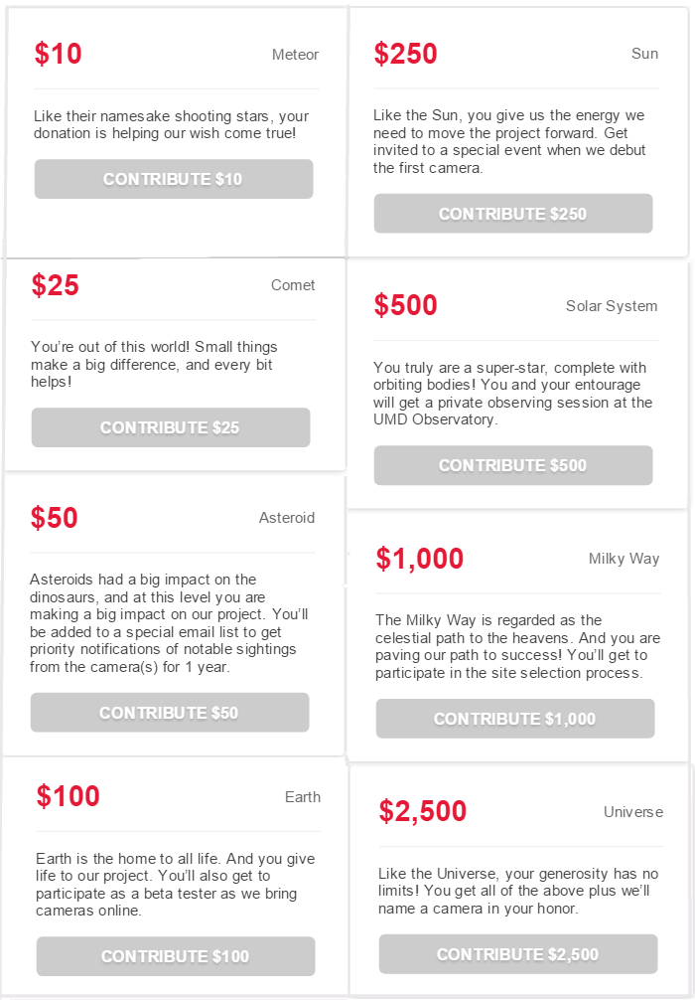 $10
Meteor
Like their namesake shooting stars, your
donation is helping our wish come true!
CONTRIBUTE $10
$25
Comet
You're out of this world! Small things
make a big difference, and every bit
helps!
CONTRIBUTE $25
$50
Asteroid
Asteroids had a big impact on the
dinosaurs, and at this level you are
making a big impact on our project. You'll
be added to a special email list to get
priority notifications of notable sightings
from the camera(s) for 1 year.
CONTRIBUTE $50
$100
Earth
Earth is the home to all life. And you give
life to our project. You'll also get to
participate as a beta tester as we bring
cameras online.
CONTRIBUTE $100
$250
Sun
Like the Sun, you give us the energy we
need to move the project forward. Get
invited to a special event when we debut
the first camera.
CONTRIBUTE $250
$500
Solar System
You truly are a super-star, complete with
orbiting bodies! You and your entourage
will get a private observing session at the
UMD Observatory.
CONTRIBUTE $500
$1,000
Milky Way
The Milky Way is regarded as the
celestial path to the heavens. And you are
paving our path to success! You'll get to
participate in the site selection process.
CONTRIBUTE $1,000
$2,500
Universe
Like the Universe, your generosity has no
limits! You get all of the above plus we'll
name a camera in your honor.
CONTRIBUTE $2,500